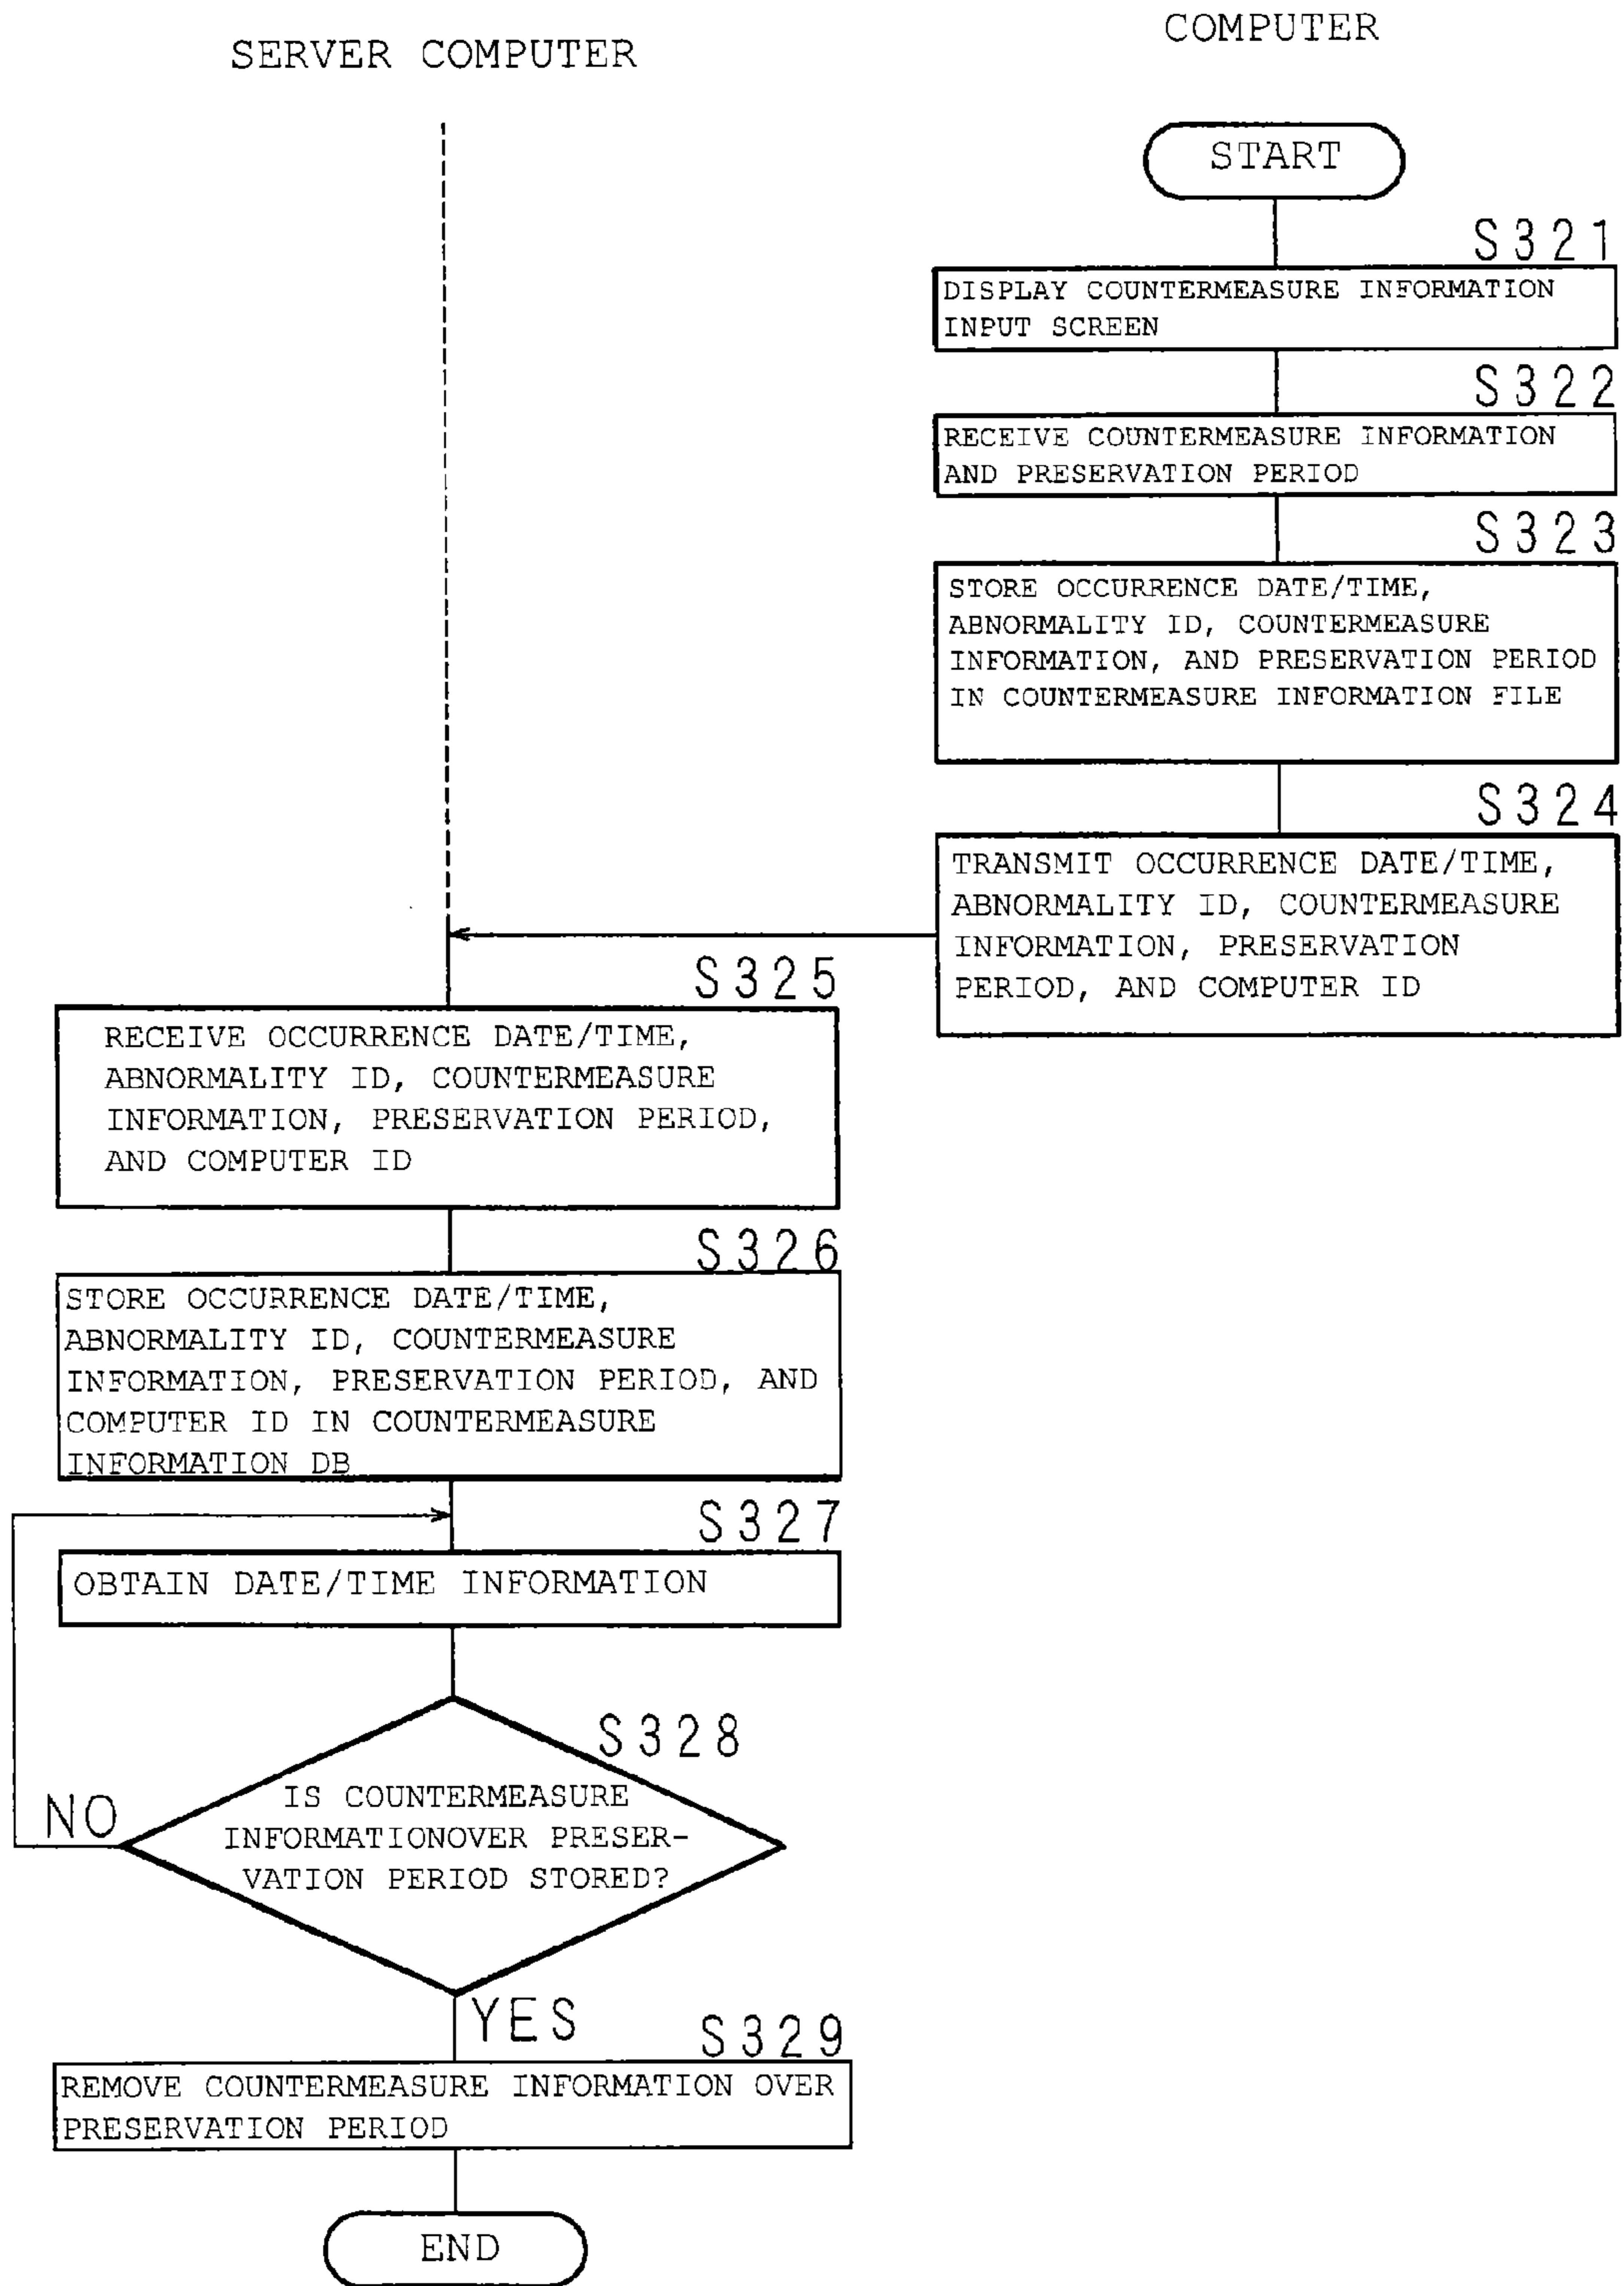 SERVER COMPUTER
COMPUTER
START
S321
DISPLAY COUNTERMEASURE INFORMATION
INPUT SCREEN
S322
RECEIVE COUNTERMEASURE INFORMATION
AND PRESERVATION PERIOD
S323
STORE OCCURRENCE DATE/TIME,
ABNORMALITY ID, COUNTERMEASURE
INFORMATION, AND PRESERVATION PERIOD
IN COUNTERMEASURE INFORMATION FILE
S324
TRANSMIT OCCURRENCE DATE/TIME,
ABNORMALITY ID, COUNTERMEASURE
INFORMATION, PRESERVATION
PERIOD, AND COMPUTER ID
S325
RECEIVE OCCURRENCE DATE/TIME,
ABNORMALITY ID, COUNTERMEASURE
INFORMATION, PRESERVATION PERIOD,
AND COMPUTER ID
S326
STORE OCCURRENCE DATE/TIME,
ABNORMALITY ID, COUNTERMEASURE
INFORMATION, PRESERVATION PERIOD, AND
COMPUTER ID IN COUNTERMEASURE
INFORMATION DB
S327
OBTAIN DATE/TIME INFORMATION
S328
IS COUNTERMEASURE
INFORMATIONOVER PRESER-
VATION PERIOD STORED?
NO
YES
S329
REMOVE COUNTERMEASURE INFORMATION OVER
PRESERVATION PERIOD
END